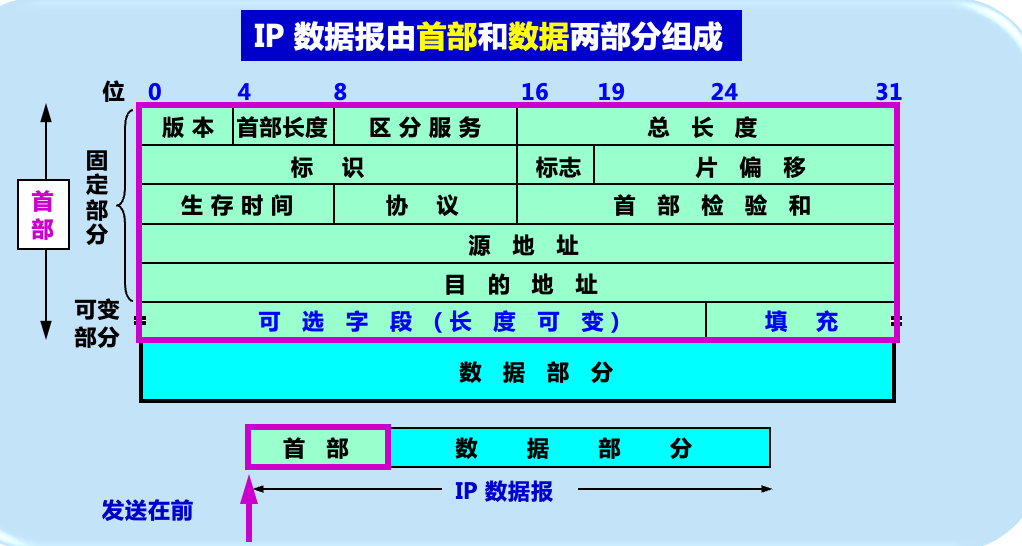 IP 数据报由首部和数据两部分组成
位 0 4 8 16 19 24 31
版本 首部长度 区分服务 总长度
标识 标志 片偏移
生存时间 协议 首部检验和
源地址
目的地址
可选字段(长度可变) 填充
数据部分
首部
固定部分
可变部分
首部 数据部分
IP 数据报
发送在前